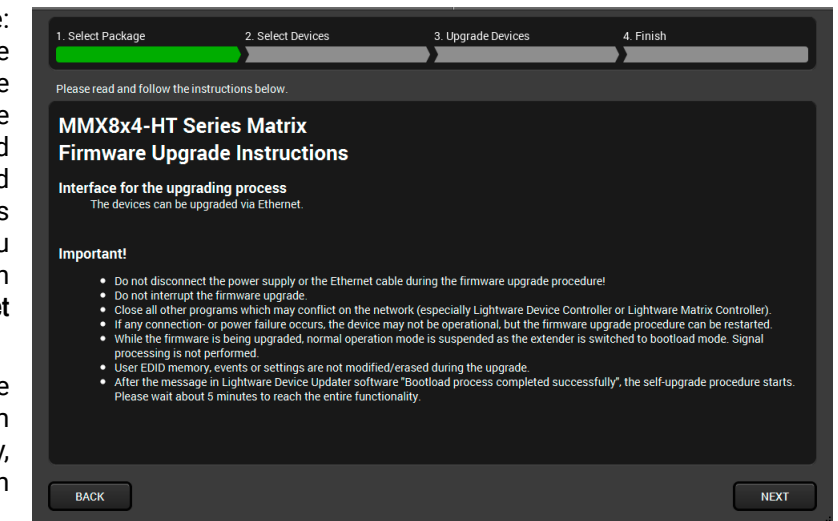 1. Select Package
2. Select Devices
3. Upgrade Devices
4. Finish
Please read and follow the instructions below.
MMX8x4-HT Series Matrix
Firmware Upgrade Instructions
Interface for the upgrading process
The devices can be upgraded via Ethernet.
Important!
• Do not disconnect the power supply or the Ethernet cable during the firmware upgrade procedure!
• Do not interrupt the firmware upgrade.
• Close all other programs which may conflict on the network (especially Lightware Device Controller or Lightware Matrix Controller).
• If any connection- or power failure occurs, the device may not be operational, but the firmware upgrade procedure can be restarted.
• While the firmware is being upgraded, normal operation mode is suspended as the extender is switched to bootload mode. Signal
processing is not performed.
• User EDID memory, events or settings are not modified/erased during the upgrade.
• After the message in Lightware Device Updater software "Bootload process completed successfully", the self-upgrade procedure starts.
Please wait about 5 minutes to reach the entire functionality.
BACK
NEXT